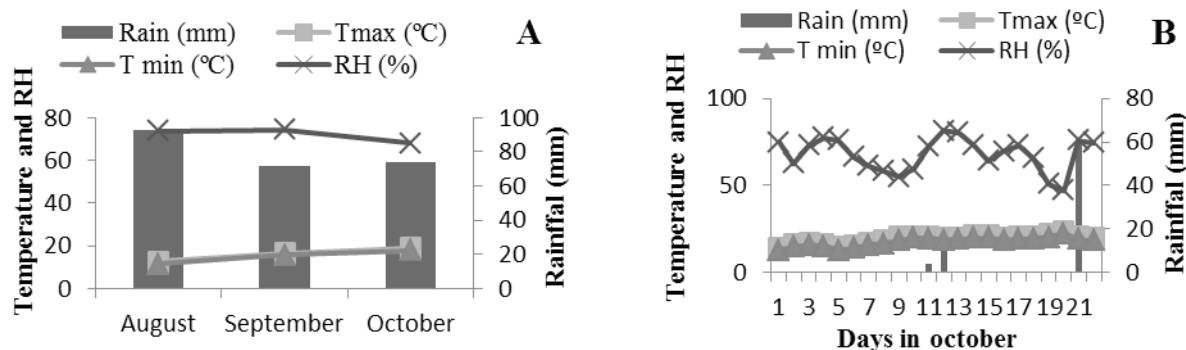 Rain (mm) Tmax (ºC) A
T min (ºC) RH (%)
Temperature and RH
80
60
40
20
0
100
80
60
40
20
0
Rainffal (mm)
August September October
Rain (mm) Tmax (ºC) B
T min (ºC) RH (%)
Temperature and RH
100
50
0
80
60
40
20
0
Rainffal (mm)
1 3 5 7 9 11 13 15 17 19 21
Days in october